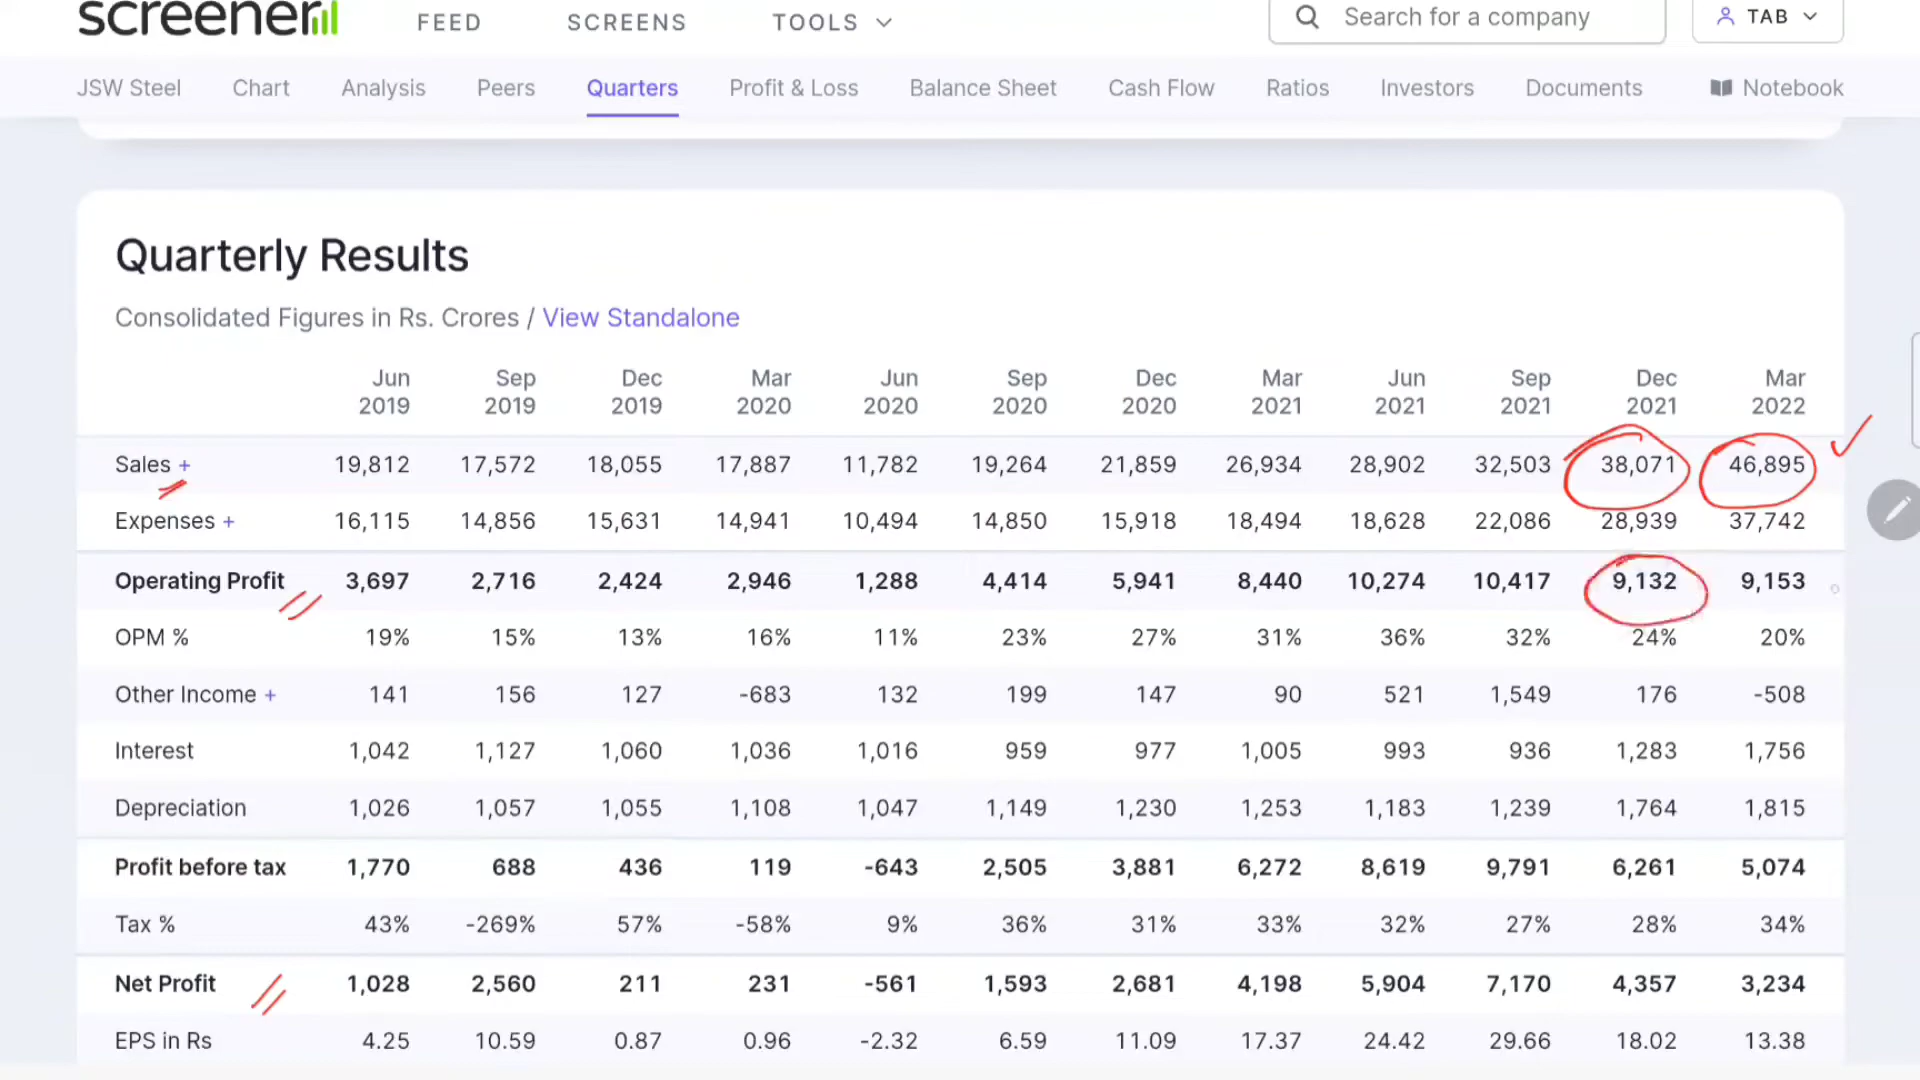 screener
FEED SCREENS TOOLS Search for a company TAB
JSW Steel Chart Analysis Peers Quarters Profit & Loss Balance Sheet Cash Flow Ratios Investors Documents Notebook
Quarterly Results
Consolidated Figures in Rs. Crores / View Standalone
Jun Sep Dec Mar Jun Sep Dec Mar Jun Sep Dec Mar
2019 2019 2019 2020 2020 2020 2020 2021 2021 2021 2021 2022
Sales + 19,812 17,572 18,055 17,887 11,782 19,264 21,859 26,934 28,902 32,503 38,071 46,895
Expenses + 16,115 14,856 15,631 14,941 10,494 14,850 15,918 18,494 18,628 22,086 28,939 37,742
Operating Profit 3,697 2,716 2,424 2,946 1,288 4,414 5,941 8,440 10,274 10,417 9,132 9,153
OPM % 19% 15% 13% 16% 11% 23% 27% 31% 36% 32% 24% 20%
Other Income + 141 156 127 -683 132 199 147 90 521 1,549 176 -508
Interest 1,042 1,127 1,060 1,036 1,016 959 977 1,005 993 936 1,283 1,756
Depreciation 1,026 1,057 1,055 1,108 1,047 1,149 1,230 1,253 1,183 1,239 1,764 1,815
Profit before tax 1,770 688 436 119 -643 2,505 3,881 6,272 8,619 9,791 6,261 5,074
Tax % 43% -269% 57% -58% 9% 36% 31% 33% 32% 27% 28% 34%
Net Profit 1,028 2,560 211 231 -561 1,593 2,681 4,198 5,904 7,170 4,357 3,234
EPS in Rs 4.25 10.59 0.87 0.96 -2.32 6.59 11.09 17.37 24.42 29.66 18.02 13.38